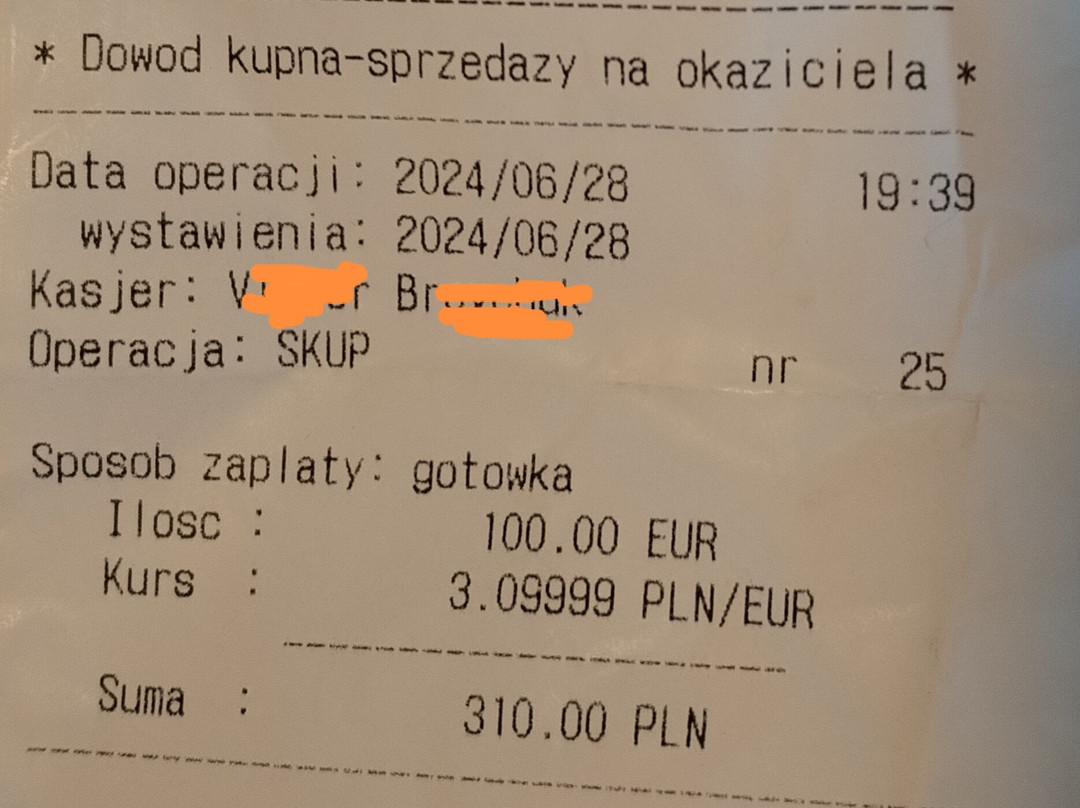 * Dowod kupna-sprzedazy na okaziciela *
Data operacji: 2024/06/28 19:39
wystawienia: 2024/06/28
Kasjer:
Operacja: SKUP nr 25
Sposob zaplaty: gotowka
Ilosc : 100.00 EUR
Kurs : 3.09999 PLN/EUR
Suma : 310.00 PLN